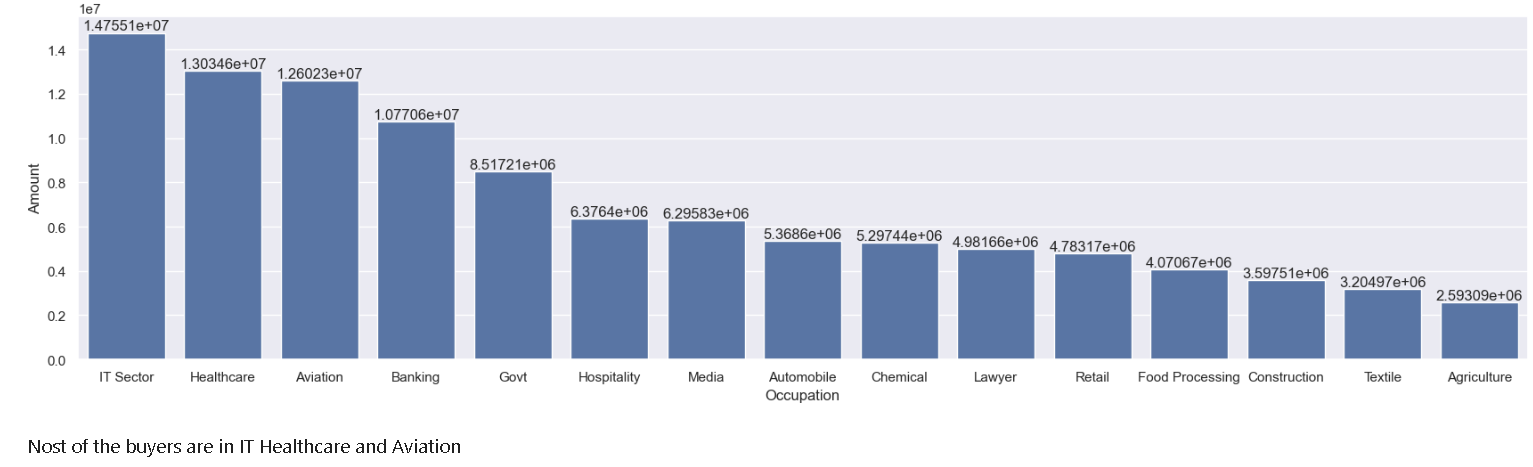 1e7
1.47551e+07
1.30346e+07
1.26023e+07
1.07706e+07
8.51721e+06
6.3764e+06
6.29583e+06
5.3686e+06
5.29744e+06
4.98166e+06
4.78317e+06
4.07067e+06
3.59751e+06
3.20497e+06
2.59309e+06
1.4
1.2
1.0
0.8
0.6
0.4
0.2
0.0
Amount
IT Sector Healthcare Aviation Banking Govt Hospitality Media Automobile Chemical Lawyer Retail Food Processing Construction Textile Agriculture
Occupation
Nost of the buyers are in IT Healthcare and Aviation